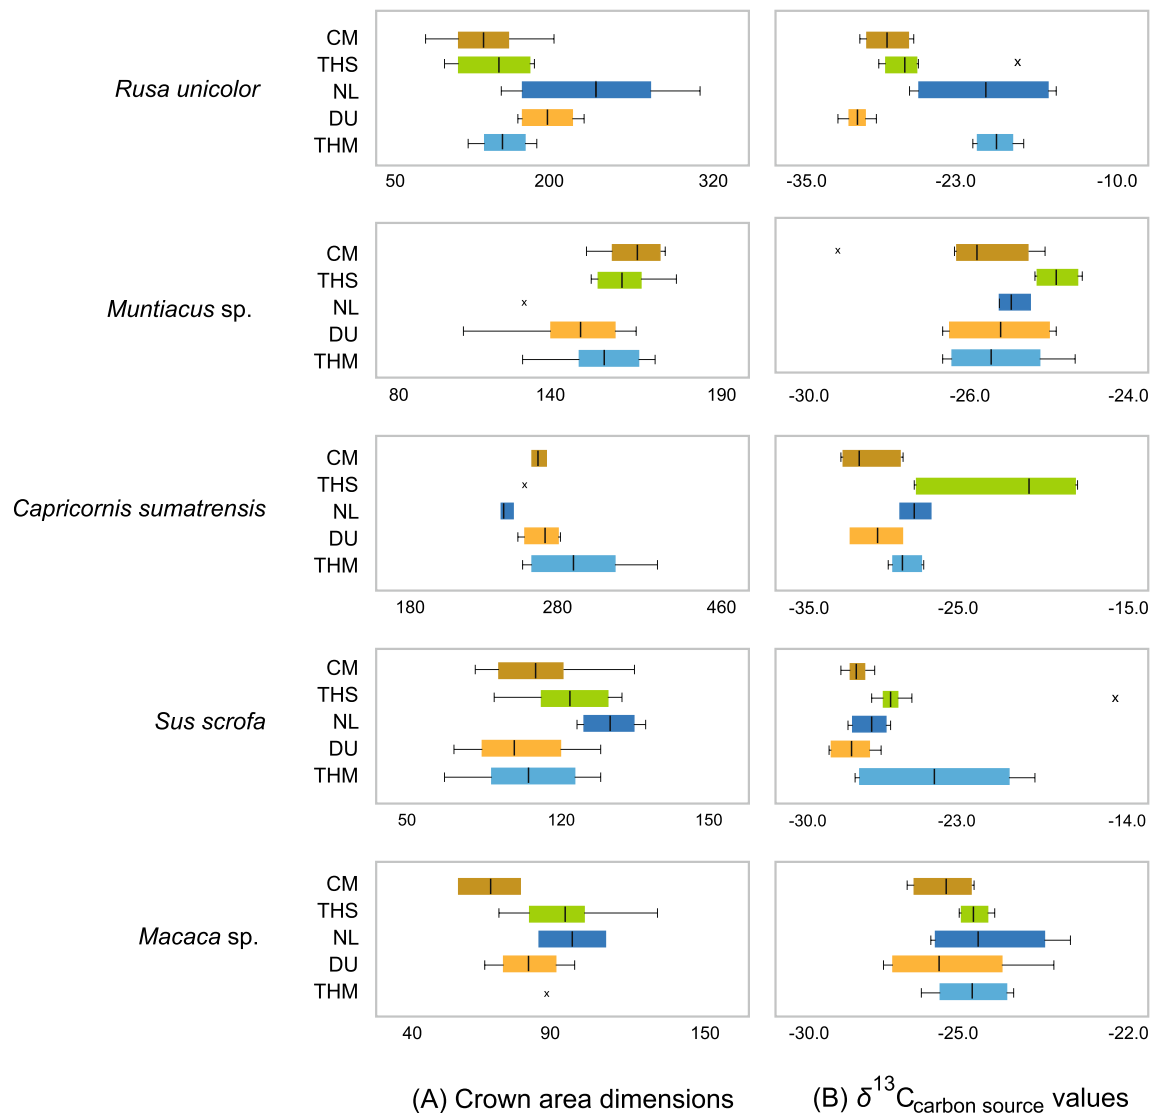 CM
THS
Rusa unicolor
NL
DU
THM
50 200 320
-35.0 -23.0 -10.0
CM
x
THS
Muntiacus sp.
NL
x
DU
THM
80 140 190
-30.0 -26.0 -24.0
CM
THS
x
Capricornis sumatrensis
NL
DU
THM
180 280 460
-35.0 -25.0 -15.0
CM
THS
x
Sus scrofa
NL
DU
THM
50 120 150
-30.0 -23.0 -14.0
CM
THS
Macaca sp.
NL
DU
THM
x
40 90 150
-30.0 -25.0 -22.0
(A) Crown area dimensions
(B) δ13Ccarbon source values